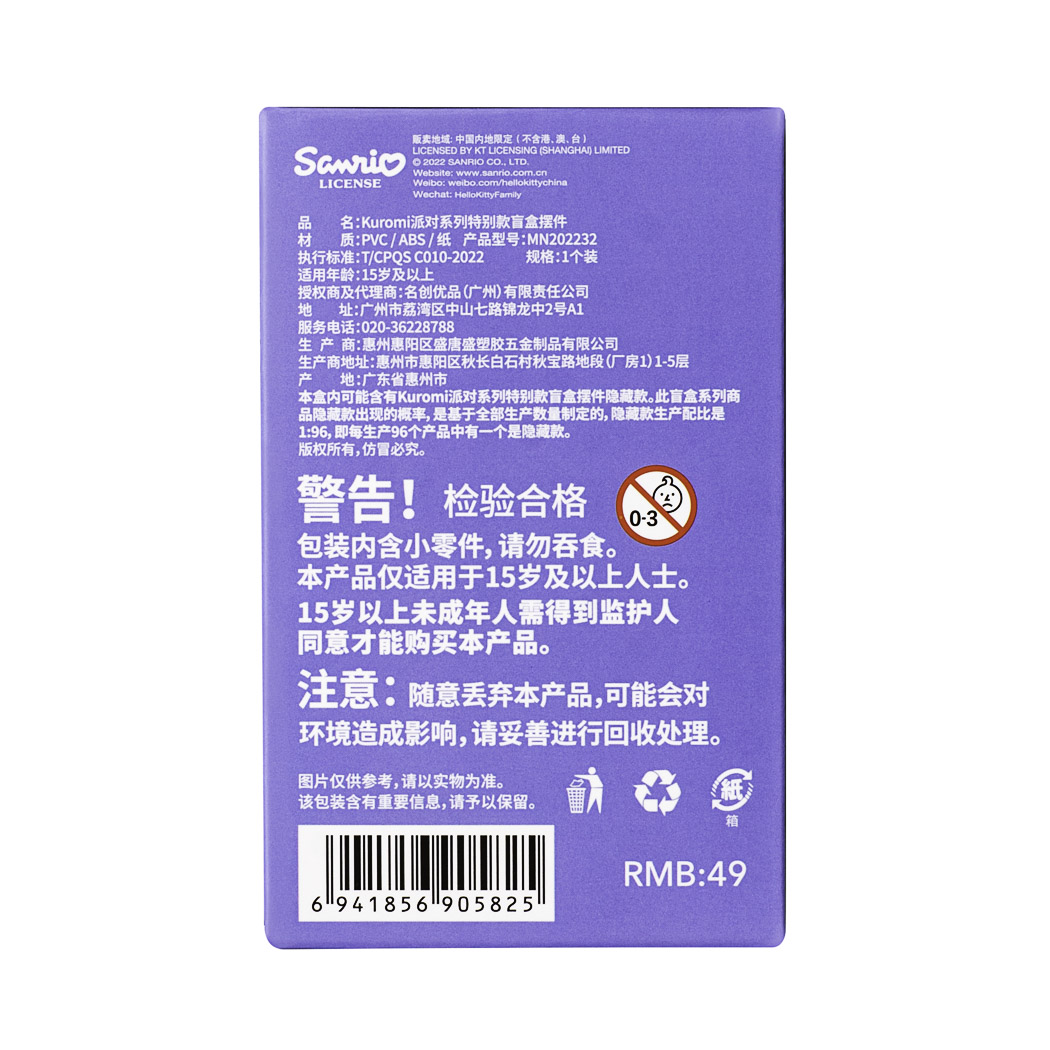 Sanrio
LICENSE
贩卖地域: 中国内地限定 ( 不含港、澳、台 )
LICENSED BY KT LICENSING (SHANGHAI) LIMITED
© 2022 SANRIO CO., LTD.
Website: www.sanrio.com.cn
Weibo: weibo.com/hellokittychina
Wechat: HelloKittyFamily
品 名:Kuromi派对系列特别款盲盒摆件
材 质:PVC / ABS / 纸 产品型号:MN202232
执行标准:T/CPQS C010-2022 规格:1个装
适用年龄:15岁及以上
授权商及代理商:名创优品(广州)有限责任公司
地 址:广州市荔湾区中山七路锦龙中2号A1
服务电话:020-36228788
生 产 商:惠州惠阳区盛唐盛塑胶五金制品有限公司
生产商地址:惠州市惠阳区秋长白石村秋宝路地段(厂房1)1-5层
产 地:广东省惠州市
本盒内可能含有Kuromi派对系列特别款盲盒摆件隐藏款。此盲盒系列商
品隐藏款出现的概率, 是基于全部生产数量制定的, 隐藏款生产配比是
1:96, 即每生产96个产品中有一个是隐藏款。
版权所有, 仿冒必究。
警告! 检验合格
0-3
包装内含小零件, 请勿吞食。
本产品仅适用于15岁及以上人士。
15岁以上未成年人需得到监护人
同意才能购买本产品。
注意: 随意丢弃本产品,可能会对
环境造成影响, 请妥善进行回收处理。
图片仅供参考, 请以实物为准。
该包装含有重要信息, 请予以保留。
紙
箱
6 941856 905825
RMB:49